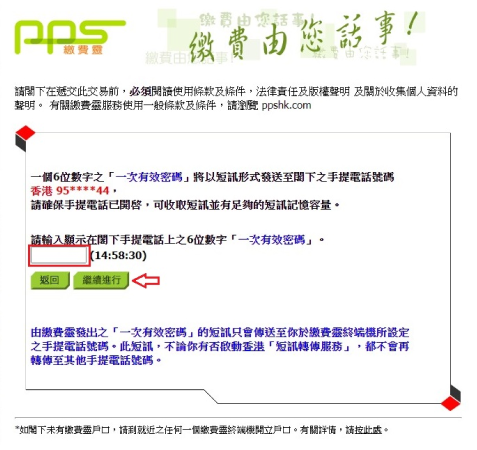 pps
繳費靈
繳費由您話事!
請閣下在遞交此交易前，必須閱讀使用條款及條件，法律責任及版權聲明 及關於收集個人資料的
聲明。 有關繳費靈服務使用一般條款及條件，請瀏覽 ppshk.com
一個6位數字之「一次有效密碼」將以短訊形式發送至閣下之手提電話號碼
香港 95****44，
請確保手提電話已開啓，可收取短訊並有足夠的短訊記憶容量。
請輸入顯示在閣下手提電話上之6位數字「一次有效密碼」。
(14:58:30)
返回 繼續進行
由繳費靈發出之「一次有效密碼」的短訊只會傳送至你於繳費靈終端機所設定
之手提電話號碼。此短訊，不論你有否啟動香港「短訊轉傳服務」，都不會再
轉傳至其他手提電話號碼。
*如閣下未有繳費靈戶口，請到就近之任何一個繳費靈終端機開立戶口。有關詳情，請按此處。